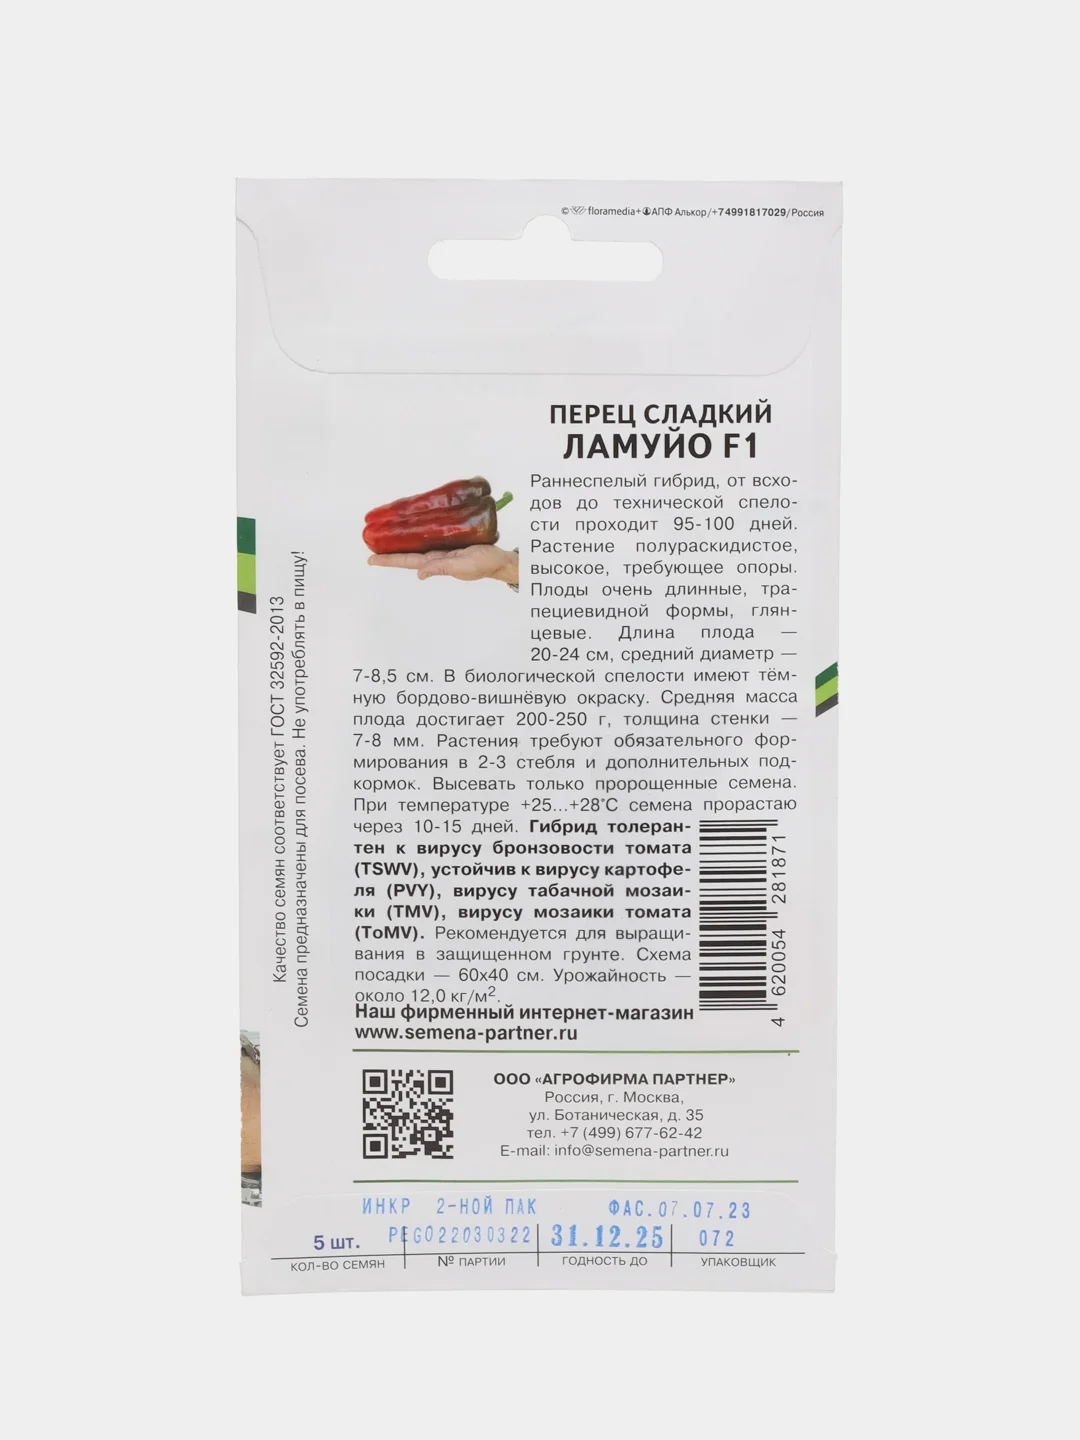 © floramedia+ АПФ Алькор/+74991817029/Россия
ПЕРЕЦ СЛАДКИЙ
ЛАМУЙО F1
Раннеспелый гибрид, от всхо-
дов до технической спело-
сти проходит 95-100 дней.
Растение полураскидистое,
высокое, требующее опоры.
Плоды очень длинные, тра-
пециевидной формы, глян-
цевые. Длина плода —
20-24 см, средний диаметр —
7-8,5 см. В биологической спелости имеют тём-
ную бордово-вишнёвую окраску. Средняя масса
плода достигает 200-250 г, толщина стенки —
7-8 мм. Растения требуют обязательного фор-
мирования в 2-3 стебля и дополнительных под-
кормок. Высевать только пророщенные семена.
При температуре +25...+28°С семена прорастаю
через 10-15 дней. Гибрид толеран-
тен к вирусу бронзовости томата
(TSWV), устойчив к вирусу картофе-
ля (PVY), вирусу табачной мозаи-
ки (TMV), вирусу мозаики томата
(ToMV). Рекомендуется для выращи-
вания в защищенном грунте. Схема
посадки — 60х40 см. Урожайность —
около 12,0 кг/м².
Наш фирменный интернет-магазин
www.semena-partner.ru
4 620054 281871
Качество семян соответствует ГОСТ 32592-2013
Семена предназначены для посева. Не употреблять в пищу!
ООО «АГРОФИРМА ПАРТНЕР»
Россия, г. Москва,
ул. Ботаническая, д. 35
тел. +7 (499) 677-62-42
E-mail: info@semena-partner.ru
ИНКР 2-НОЙ ПАК ФАС.07.07.23
5 шт. PEG022030322 31.12.25 072
КОЛ-ВО СЕМЯН № ПАРТИИ ГОДНОСТЬ ДО УПАКОВЩИК